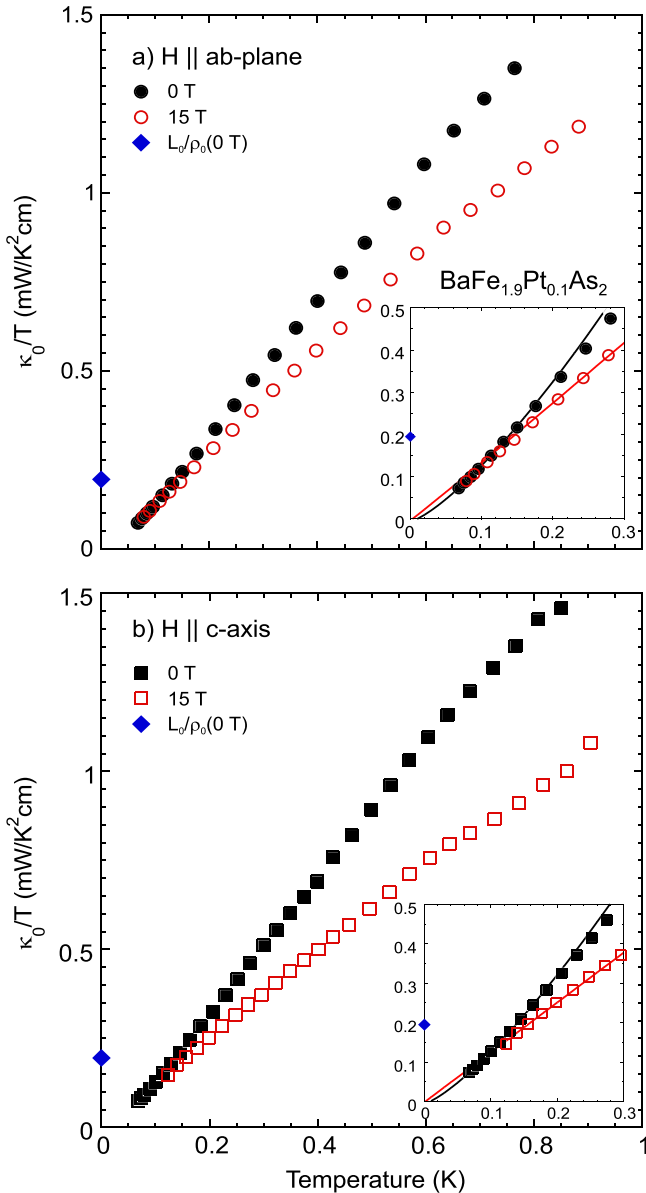 1.5
a) H || ab-plane
0 T
15 T
L₀/ρ₀(0 T)
1
κ₀/T (mW/K²cm)
BaFe₁.₉Pt₀.₁As₂
0.5
0.5
0.4
0.3
0.2
0.1
0
0 0.1 0.2 0.3
0
1.5
b) H || c-axis
0 T
15 T
L₀/ρ₀(0 T)
1
κ₀/T (mW/K²cm)
0.5
0.5
0.4
0.3
0.2
0.1
0
0 0.1 0.2 0.3
0
0 0.2 0.4 0.6 0.8 1
Temperature (K)